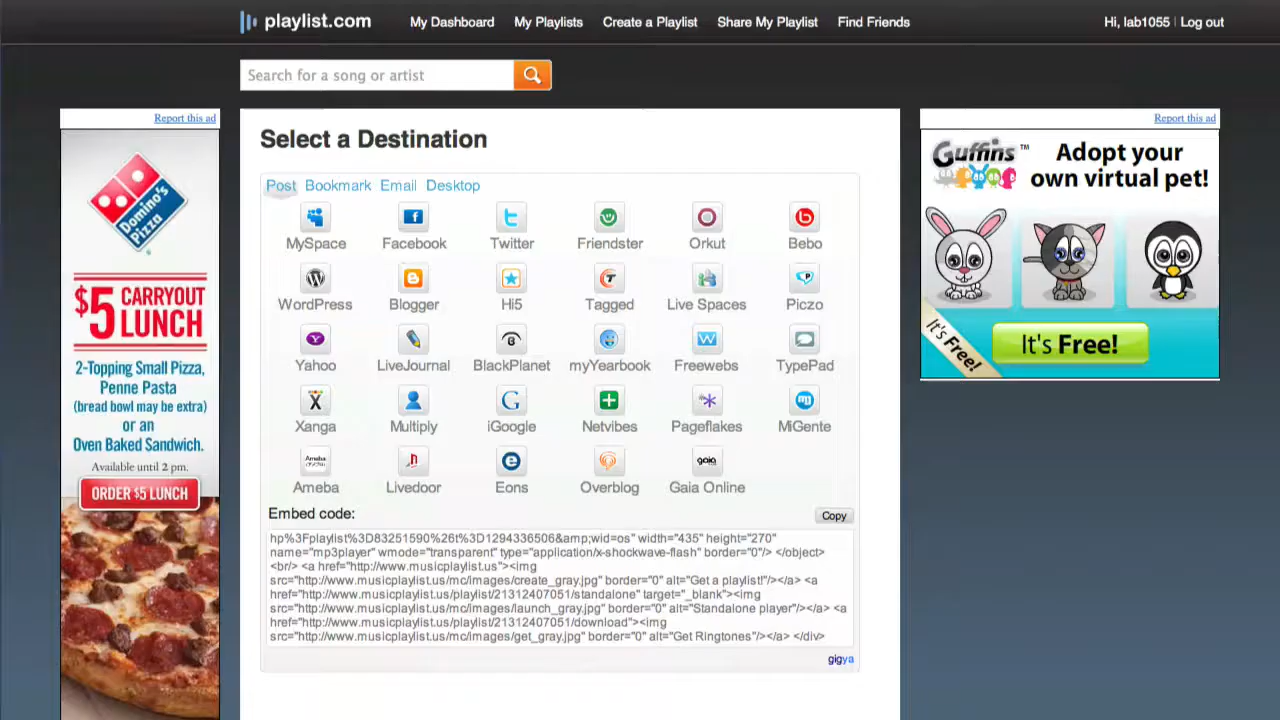 playlist.com
My Dashboard My Playlists Create a Playlist Share My Playlist Find Friends
Hi, lab1055 | Log out
Search for a song or artist
Report this ad
Domino's
Pizza
$5 CARRYOUT
LUNCH
2-Topping Small Pizza,
Penne Pasta
(bread bowl may be extra)
or an
Oven Baked Sandwich.
Available until 2 pm.
ORDER $5 LUNCH
Select a Destination
Post Bookmark Email Desktop
MySpace Facebook Twitter Friendster Orkut Bebo
WordPress Blogger Hi5 Tagged Live Spaces Piczo
Yahoo LiveJournal BlackPlanet myYearbook Freewebs TypePad
Xanga Multiply iGoogle Netvibes Pageflakes MiGente
Ameba Livedoor Eons Overblog Gaia Online
Embed code:
Copy
hp%3Fplaylist%3D83251590%26t%3D1294336506&amp;wid=os" width="435" height="270"
name="mp3player" wmode="transparent" type="application/x-shockwave-flash" border="0"/> </object>
<br/> <a href="http://www.musicplaylist.us"><img
src="http://www.musicplaylist.us/mc/images/create_gray.jpg" border="0" alt="Get a playlist!"/></a> <a
href="http://www.musicplaylist.us/playlist/21312407051/standalone" target="_blank"><img
src="http://www.musicplaylist.us/mc/images/launch_gray.jpg" border="0" alt="Standalone player"/></a> <a
href="http://www.musicplaylist.us/playlist/21312407051/download"><img
src="http://www.musicplaylist.us/mc/images/get_gray.jpg" border="0" alt="Get Ringtones"/></a> </div>
gigya
Report this ad
Guffins™
Adopt your
own virtual pet!
It's Free!
It's Free!